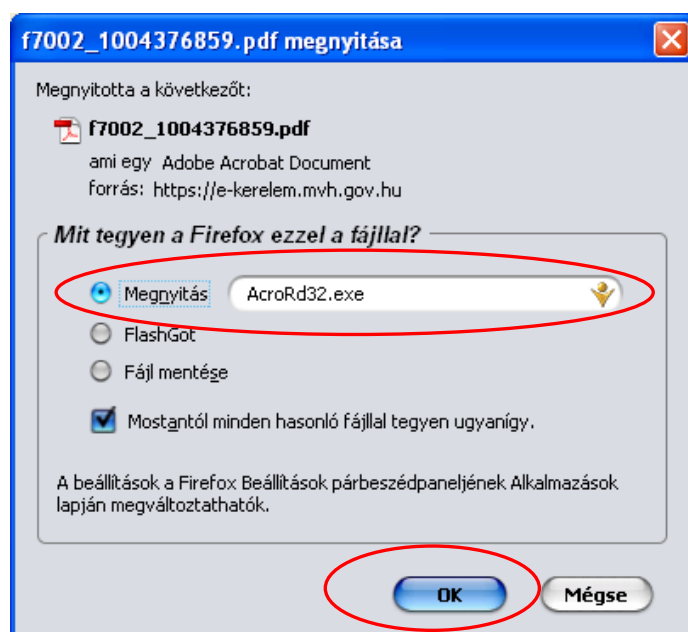 f7002_1004376859.pdf megnyitása
Megnyitotta a következőt:
f7002_1004376859.pdf
ami egy Adobe Acrobat Document
forrás: https://e-kerelem.mvh.gov.hu
Mit tegyen a Firefox ezzel a fájllal?
Megnyitás AcroRd32.exe
FlashGot
Fájl mentése
Mostantól minden hasonló fájllal tegyen ugyanígy.
A beállítások a Firefox Beállítások párbeszédpaneljének Alkalmazások
lapján megváltoztathatók.
OK Mégse